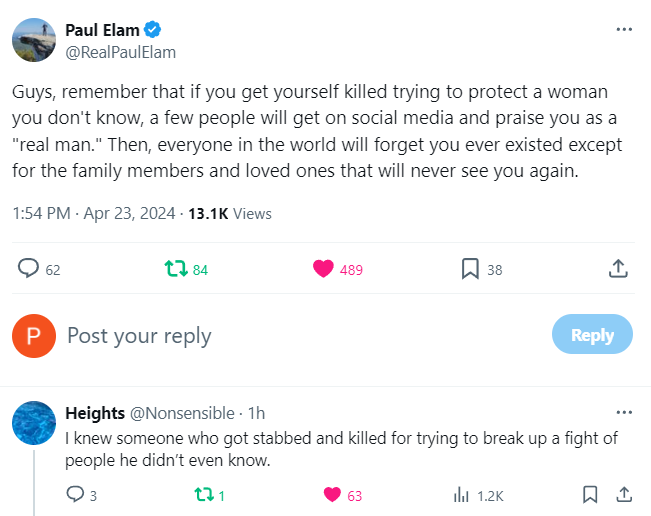 Paul Elam
@RealPaulElam
Guys, remember that if you get yourself killed trying to protect a woman
you don't know, a few people will get on social media and praise you as a
"real man." Then, everyone in the world will forget you ever existed except
for the family members and loved ones that will never see you again.
1:54 PM · Apr 23, 2024 · 13.1K Views
62 84 489 38
P Post your reply Reply
Heights @Nonsensible · 1h
I knew someone who got stabbed and killed for trying to break up a fight of
people he didn’t even know.
3 1 63 1.2K